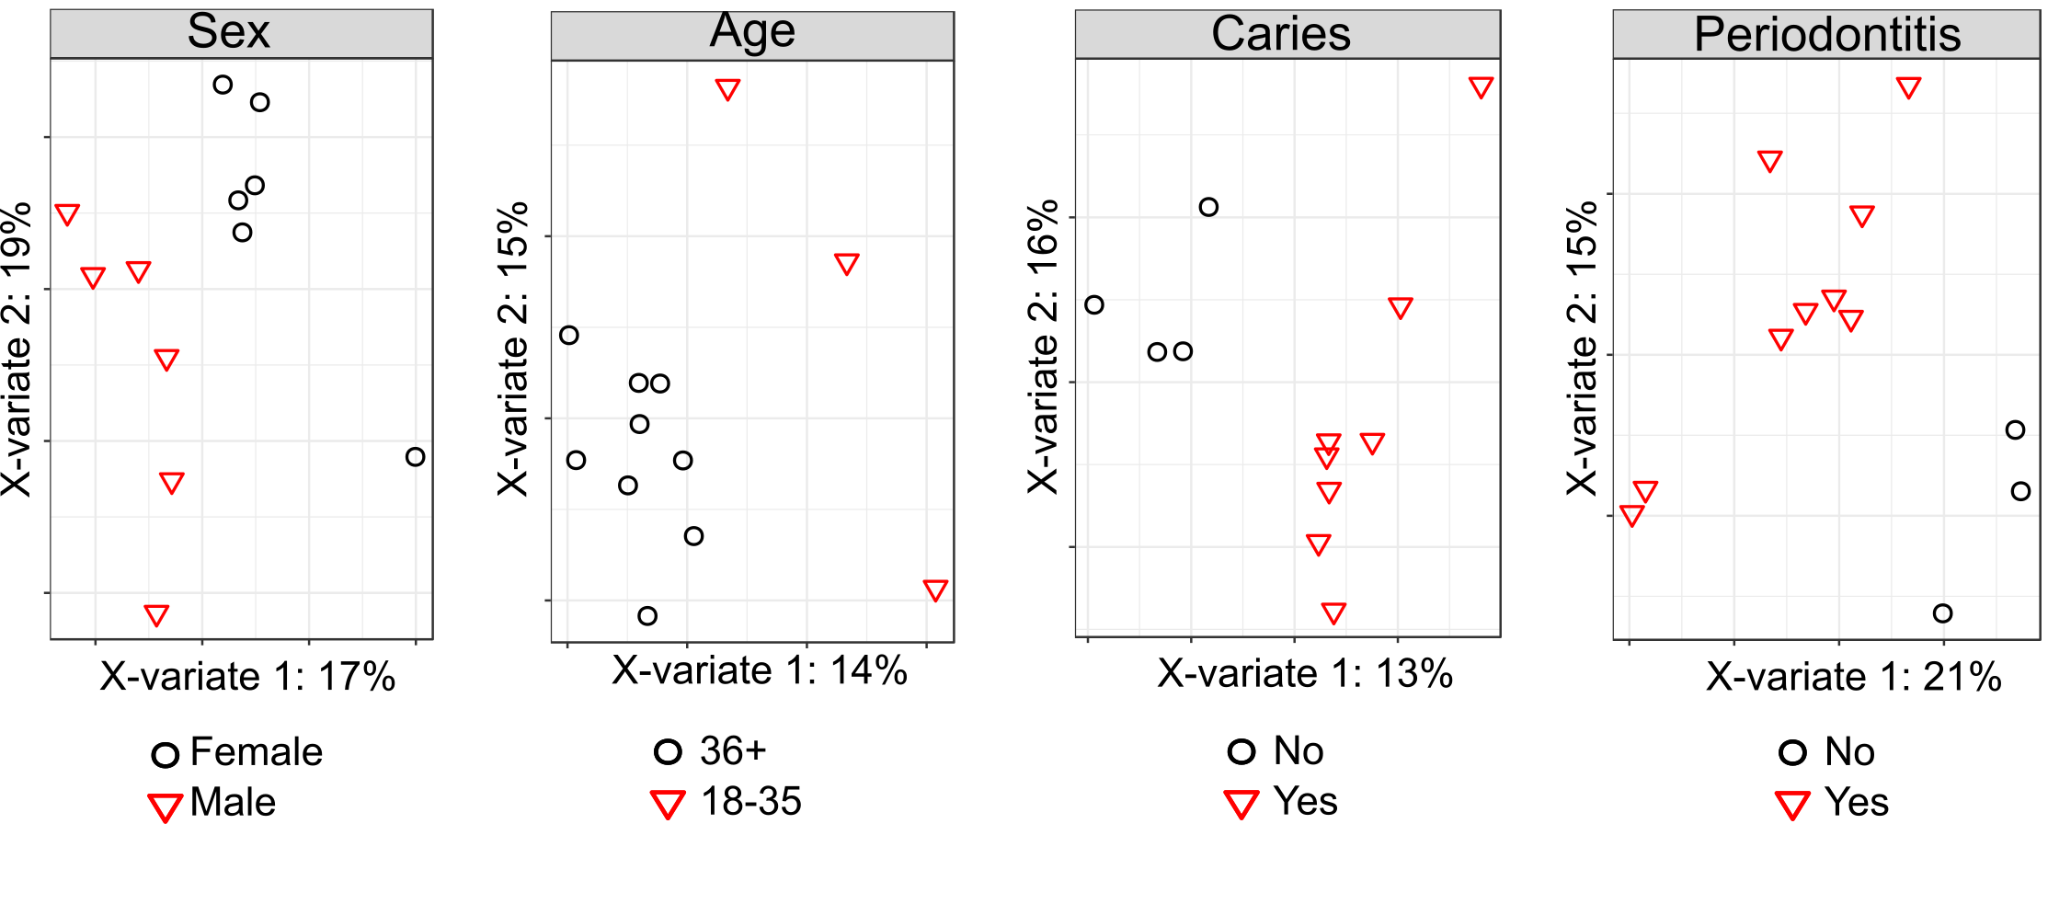 Sex
X-variate 2: 19%
X-variate 1: 17%
Female
Male
Age
X-variate 2: 15%
X-variate 1: 14%
36+
18-35
Caries
X-variate 2: 16%
X-variate 1: 13%
No
Yes
Periodontitis
X-variate 2: 15%
X-variate 1: 21%
No
Yes